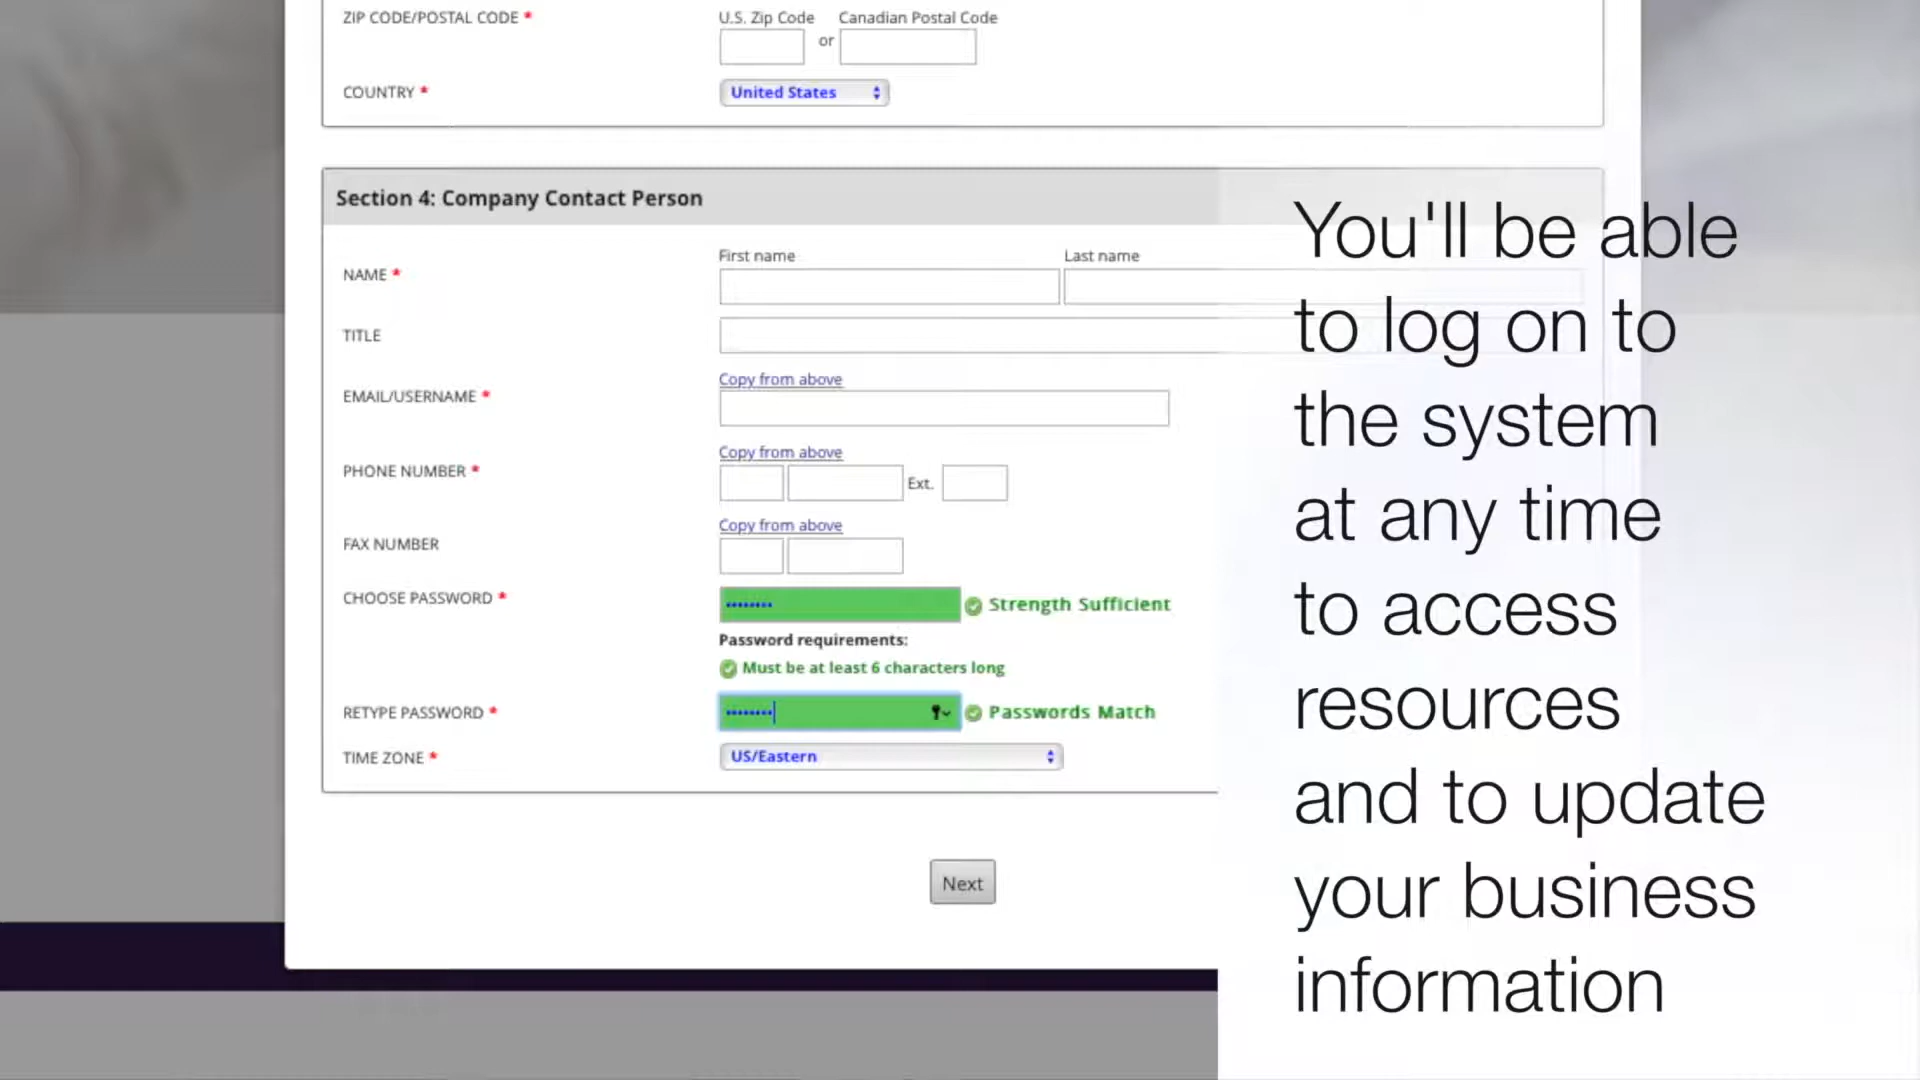 ZIP CODE/POSTAL CODE *
U.S. Zip Code Canadian Postal Code
or
COUNTRY *
United States
Section 4: Company Contact Person
First name Last name
NAME *
TITLE
Copy from above
EMAIL/USERNAME *
Copy from above
PHONE NUMBER *
Ext.
Copy from above
FAX NUMBER
CHOOSE PASSWORD *
•••••••• Strength Sufficient
Password requirements:
Must be at least 6 characters long
RETYPE PASSWORD *
•••••••• Passwords Match
TIME ZONE *
US/Eastern
Next
You'll be able
to log on to
the system
at any time
to access
resources
and to update
your business
information